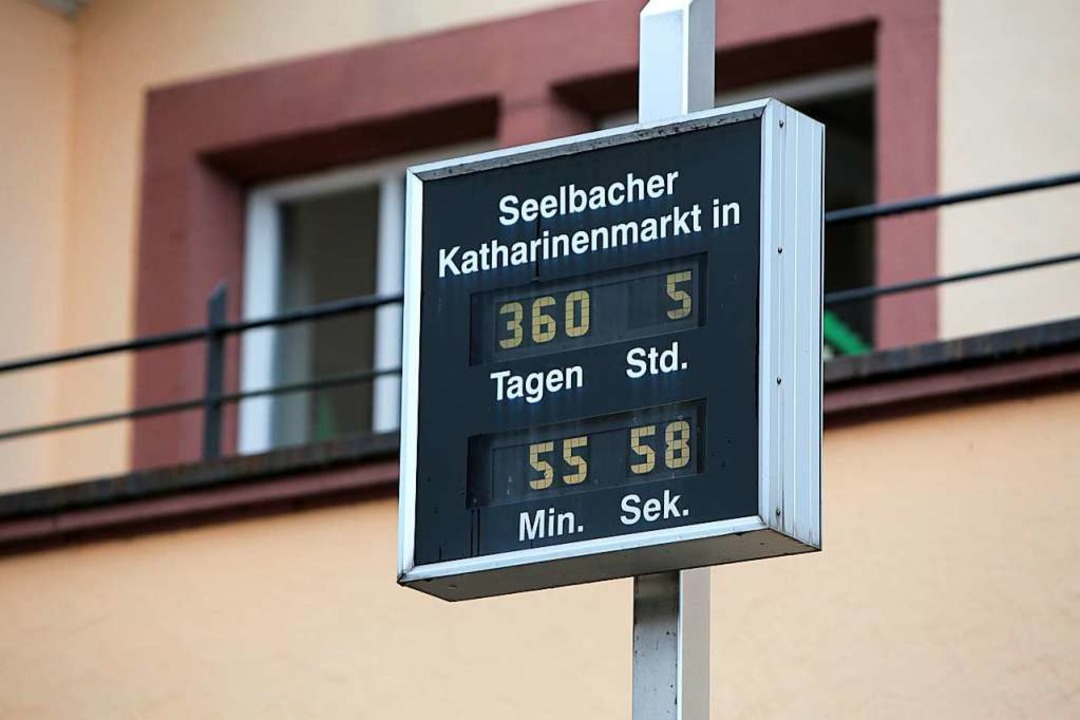 Seelbacher
Katharinenmarkt in
360 5
Tagen Std.
55 58
Min. Sek.